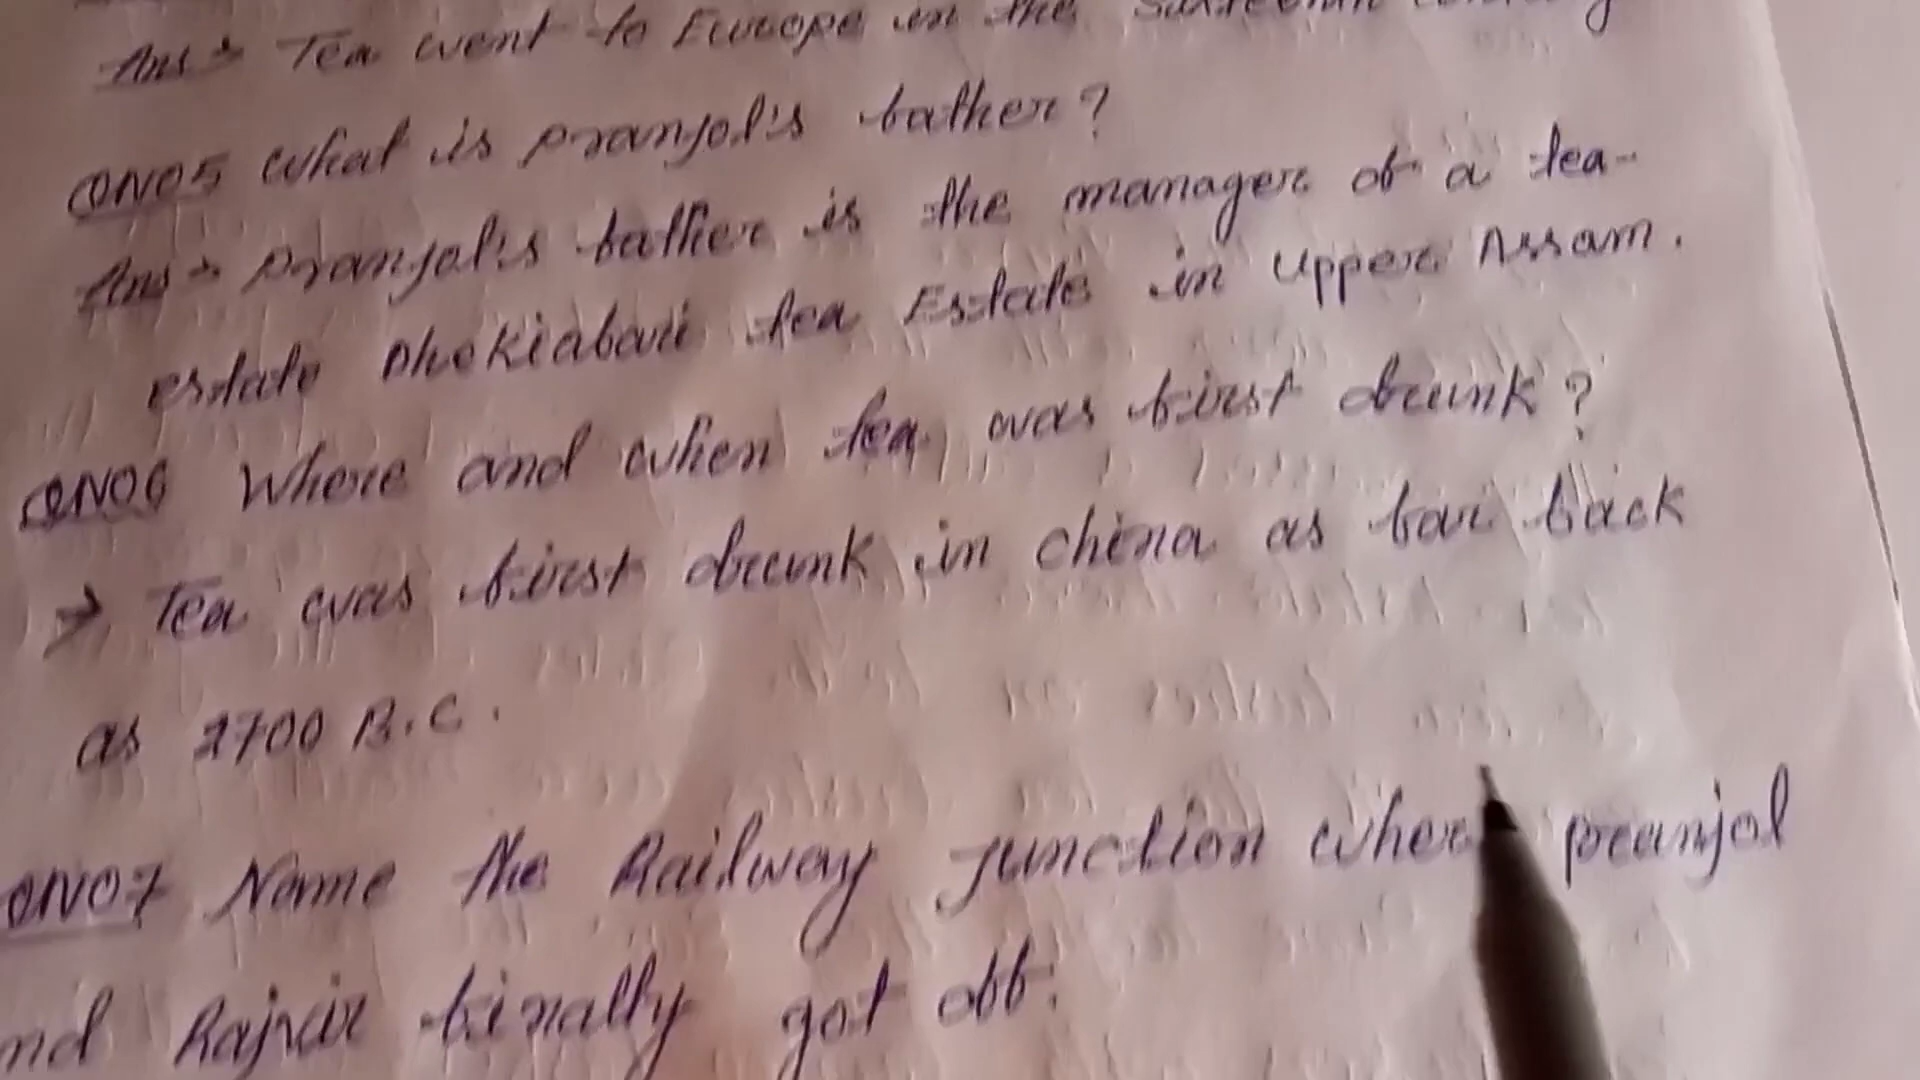 Ans → Tea went to Europe in the Sixteenth century
QNO5 What is Pranjol's father?
Ans → Pranjol's father is the manager of a tea-
estate Dhekiabari tea Estate in upper Assam.
QNO6 Where and when tea was first drunk?
→ Tea was first drunk in china as far back
as 2700 B.C.
QNO7 Name the Railway junction where pranjol
nd Rajvir finally got off.